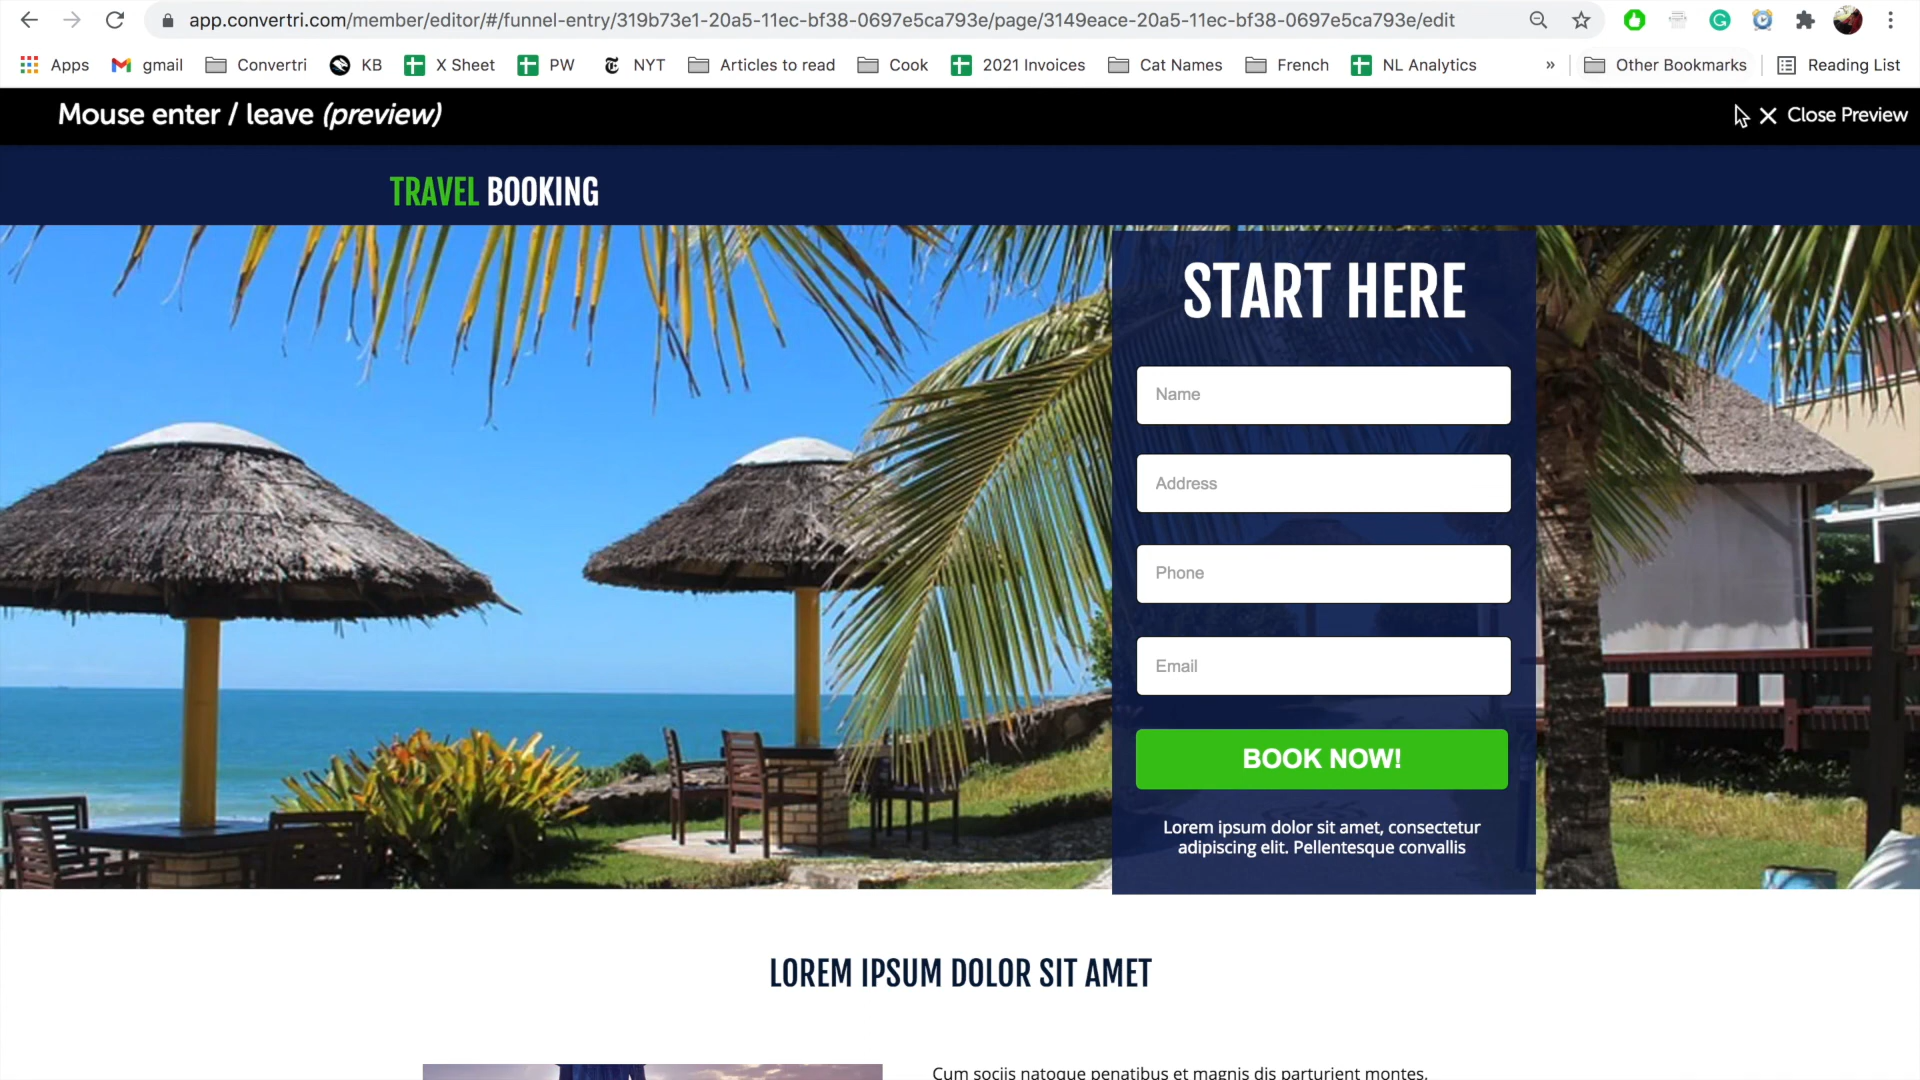 app.convertri.com/member/editor/#/funnel-entry/319b73e1-20a5-11ec-bf38-0697e5ca793e/page/3149eace-20a5-11ec-bf38-0697e5ca793e/edit
Apps gmail Convertri KB X Sheet PW NYT Articles to read Cook 2021 Invoices Cat Names French NL Analytics » Other Bookmarks Reading List
Mouse enter / leave (preview)
Close Preview
TRAVEL BOOKING
START HERE
Name
Address
Phone
Email
BOOK NOW!
Lorem ipsum dolor sit amet, consectetur
adipiscing elit. Pellentesque convallis
LOREM IPSUM DOLOR SIT AMET
Cum sociis natoque penatibus et magnis dis parturient montes,